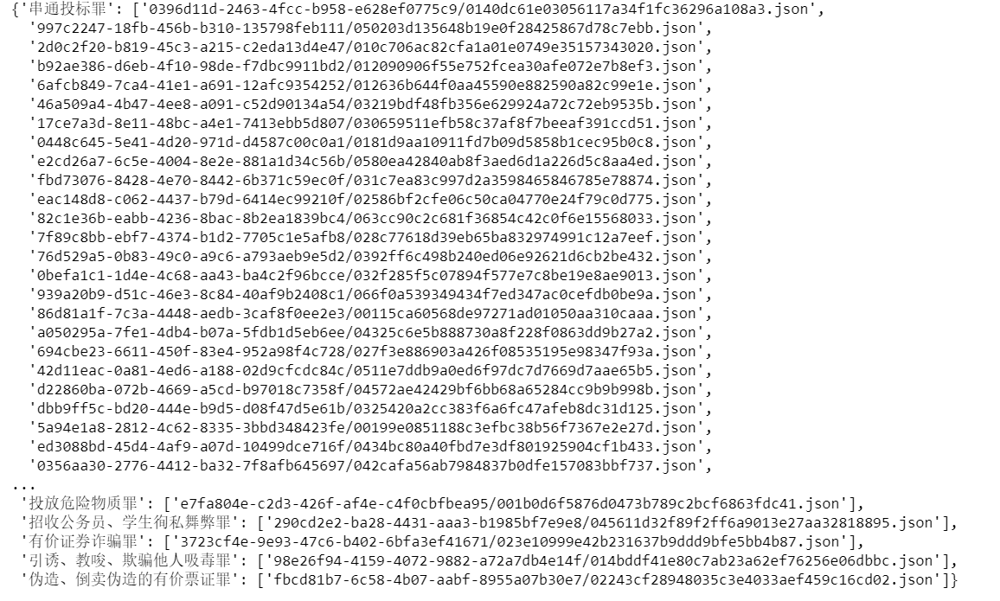 {'串通投标罪': ['0396d11d-2463-4fcc-b958-e628ef0775c9/0140dc61e03056117a34f1fc36296a108a3.json',
'997c2247-18fb-456b-b310-135798feb111/050203d135648b19e0f28425867d78c7ebb.json',
'2d0c2f20-b819-45c3-a215-c2eda13d4e47/010c706ac82cfa1a01e0749e35157343020.json',
'b92ae386-d6eb-4f10-98de-f7dbc9911bd2/012090906f55e752fcea30afe072e7b8ef3.json',
'6afcb849-7ca4-41e1-a691-12afc9354252/012636b644f0aa45590e882590a82c99e1e.json',
'46a509a4-4b47-4ee8-a091-c52d90134a54/03219bdf48fb356e629924a72c72eb9535b.json',
'17ce7a3d-8e11-48bc-a4e1-7413ebb5d807/030659511efb58c37af8f7beeaf391ccd51.json',
'0448c645-5e41-4d20-971d-d4587c00c0a1/0181d9aa10911fd7b09d5858b1cec95b0c8.json',
'e2cd26a7-6c5e-4004-8e2e-881a1d34c56b/0580ea42840ab8f3aed6d1a226d5c8aa4ed.json',
'fbd73076-8428-4e70-8442-6b371c59ec0f/031c7ea83c997d2a3598465846785e78874.json',
'eac148d8-c062-4437-b79d-6414ec99210f/02586bf2cfe06c50ca04770e24f79c0d775.json',
'82c1e36b-eabb-4236-8bac-8b2ea1839bc4/063cc90c2c681f36854c42c0f6e15568033.json',
'7f89c8bb-ebf7-4374-b1d2-7705c1e5afb8/028c77618d39eb65ba832974991c12a7eef.json',
'76d529a5-0b83-49c0-a9c6-a793aeb9e5d2/0392ff6c498b240ed06e92621d6cb2be432.json',
'0befa1c1-1d4e-4c68-aa43-ba4c2f96bcce/032f285f5c07894f577e7c8be19e8ae9013.json',
'939a20b9-d51c-46e3-8c84-40af9b2408c1/066f0a539349434f7ed347ac0cefdb0be9a.json',
'86d81a1f-7c3a-4448-aedb-3caf8f0ee2e3/00115ca60568de97271ad01050aa310caaa.json',
'a050295a-7fe1-4db4-b07a-5fdb1d5eb6ee/04325c6e5b888730a8f228f0863dd9b27a2.json',
'694cbe23-6611-450f-83e4-952a98f4c728/027f3e886903a426f08535195e98347f93a.json',
'42d11eac-0a81-4ed6-a188-02d9cfcdc84c/0511e7ddb9a0ed6f97dc7d7669d7aae65b5.json',
'd22860ba-072b-4669-a5cd-b97018c7358f/04572ae42429bf6bb68a65284cc9b9b998b.json',
'dbb9ff5c-bd20-444e-b9d5-d08f47d5e61b/0325420a2cc383f6a6fc47afeb8dc31d125.json',
'5a94e1a8-2812-4c62-8335-3bbd348423fe/00199e0851188c3efbc38b56f7367e2e27d.json',
'ed3088bd-45d4-4af9-a07d-10499dce716f/0434bc80a40fbd7e3df801925904cf1b433.json',
'0356aa30-2776-4412-ba32-7f8afb645697/042cafa56ab7984837b0dfe157083bbf737.json',
...
'投放危险物质罪': ['e7fa804e-c2d3-426f-af4e-c4f0cbfbea95/001b0d6f5876d0473b789c2bcf6863fdc41.json'],
'招收公务员、学生徇私舞弊罪': ['290cd2e2-ba28-4431-aaa3-b1985bf7e9e8/045611d32f89f2ff6a9013e27aa32818895.json'],
'有价证券诈骗罪': ['3723cf4e-9e93-47c6-b402-6bfa3ef41671/023e10999e42b231637b9ddd9bfe5bb4b87.json'],
'引诱、教唆、欺骗他人吸毒罪': ['98e26f94-4159-4072-9882-a72a7db4e14f/014bddf41e80c7ab23a62ef76256e06dbbc.json'],
'伪造、倒卖伪造的有价票证罪': ['fbcd81b7-6c58-4b07-aabf-8955a07b30e7/02243cf28948035c3e4033aef459c16cd02.json']}